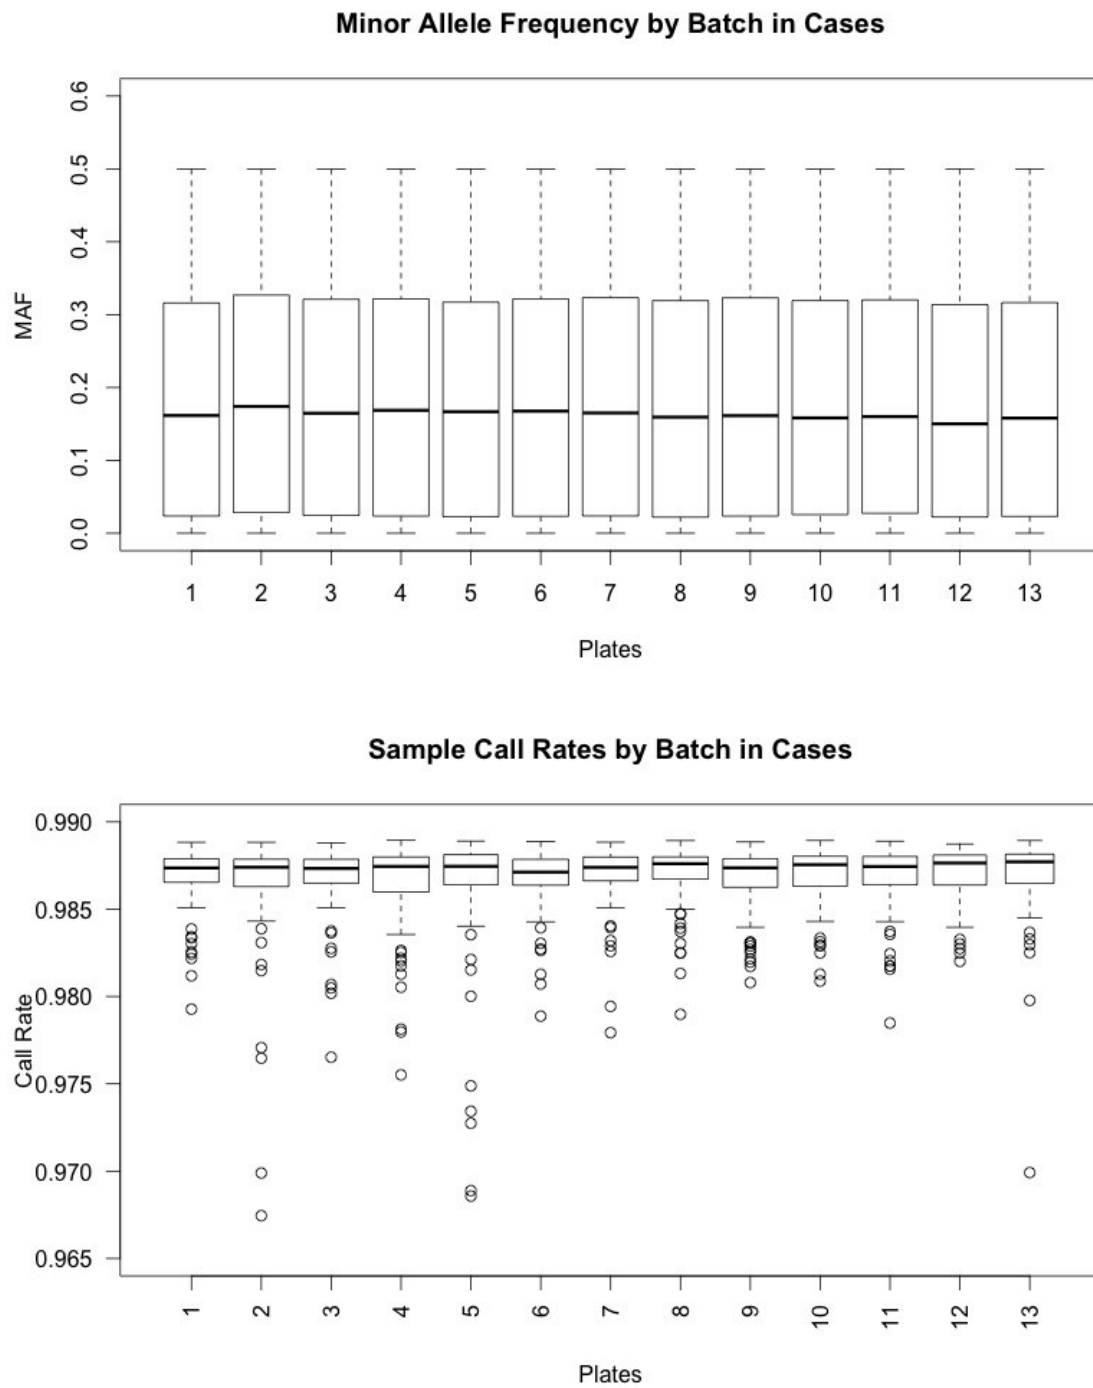 Minor Allele Frequency by Batch in Cases
MAF
0.6
0.5
0.4
0.3
0.2
0.1
0.0
1 2 3 4 5 6 7 8 9 10 11 12 13
Plates
Sample Call Rates by Batch in Cases
Call Rate
0.990
0.985
0.980
0.975
0.970
0.965
1 2 3 4 5 6 7 8 9 10 11 12 13
Plates